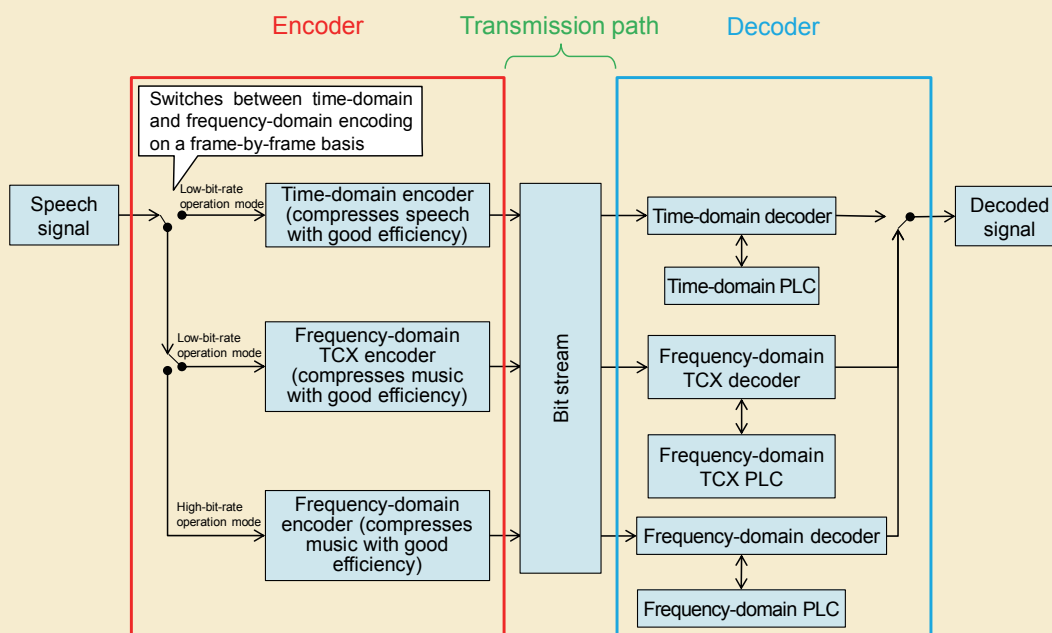 Encoder
Transmission path
Decoder
Switches between time-domain
and frequency-domain encoding
on a frame-by-frame basis
Speech
signal
Low-bit-rate
operation mode
Time-domain encoder
(compresses speech
with good efficiency)
Low-bit-rate
operation mode
Frequency-domain
TCX encoder
(compresses music
with good efficiency)
High-bit-rate
operation mode
Frequency-domain
encoder (compresses
music with good
efficiency)
Bit stream
Time-domain decoder
Time-domain PLC
Frequency-domain
TCX decoder
Frequency-domain
TCX PLC
Frequency-domain decoder
Frequency-domain PLC
Decoded
signal